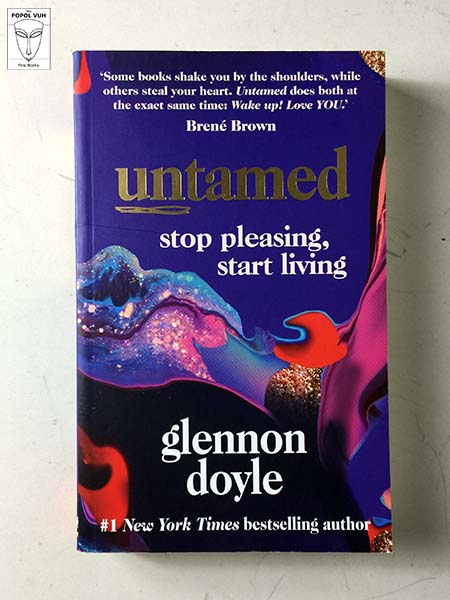 The
POPOL VUH
Fine Books
‘Some books shake you by the shoulders, while
others steal your heart. Untamed does both at
the exact same time: Wake up! Love YOU.’
Brené Brown
untamed
stop pleasing,
start living
glennon
doyle
#1 New York Times bestselling author